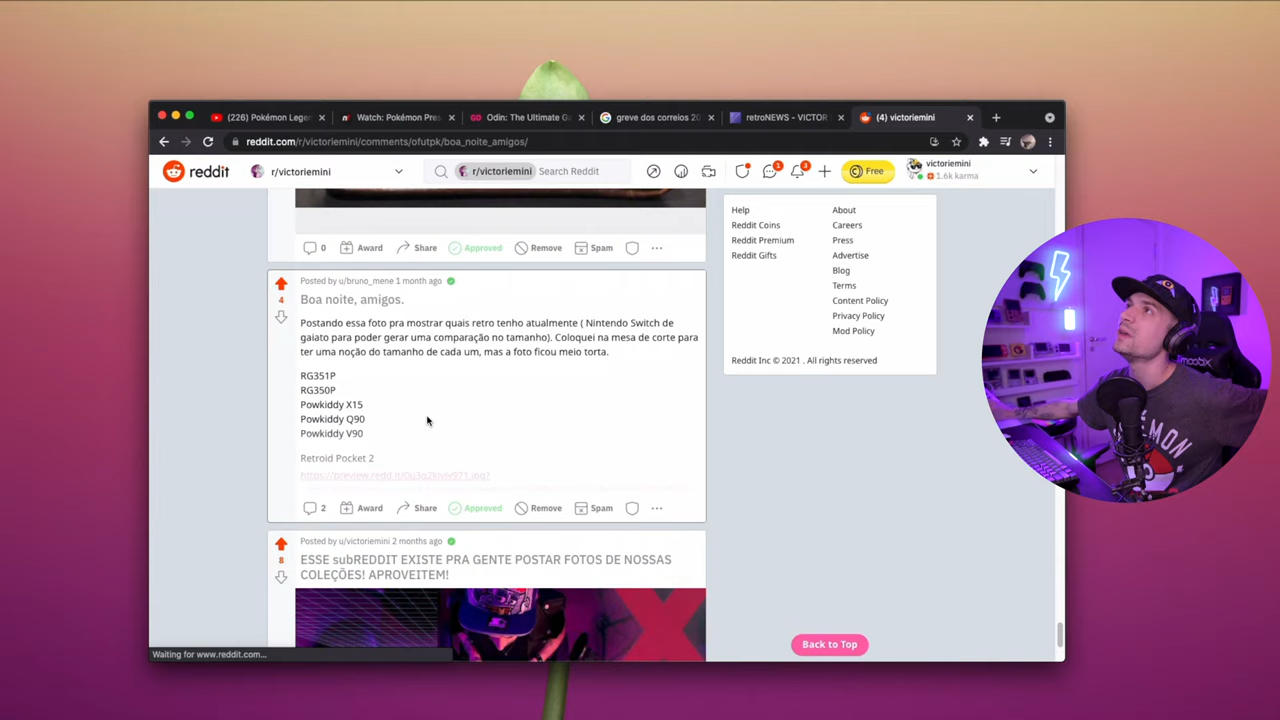 (226) Pokémon Leger
Watch: Pokémon Pres
GD Odin: The Ultimate Ga
greve dos correios 20
retroNEWS - VICTOR
(4) victoriemini
reddit.com/r/victoriemini/comments/ofutpk/boa_noite_amigos/
reddit
r/victoriemini
r/victoriemini Search Reddit
1
3
Free
victoriemini
1.6k karma
0 Award Share Approved Remove Spam
Help
Reddit Coins
Reddit Premium
Reddit Gifts
About
Careers
Press
Advertise
Blog
Terms
Content Policy
Privacy Policy
Mod Policy
Reddit Inc © 2021 . All rights reserved
Posted by u/bruno_mene 1 month ago
4
Boa noite, amigos.
Postando essa foto pra mostrar quais retro tenho atualmente ( Nintendo Switch de
gaiato para poder gerar uma comparação no tamanho). Coloquei na mesa de corte para
ter uma noção do tamanho de cada um, mas a foto ficou meio torta.
RG351P
RG350P
Powkiddy X15
Powkiddy Q90
Powkiddy V90
Retroid Pocket 2
2 Award Share Approved Remove Spam
Posted by u/victoriemini 2 months ago
8
ESSE subREDDIT EXISTE PRA GENTE POSTAR FOTOS DE NOSSAS
COLEÇÕES! APROVEITEM!
Back to Top
Waiting for www.reddit.com...
TMOOBIX
POKÉMON